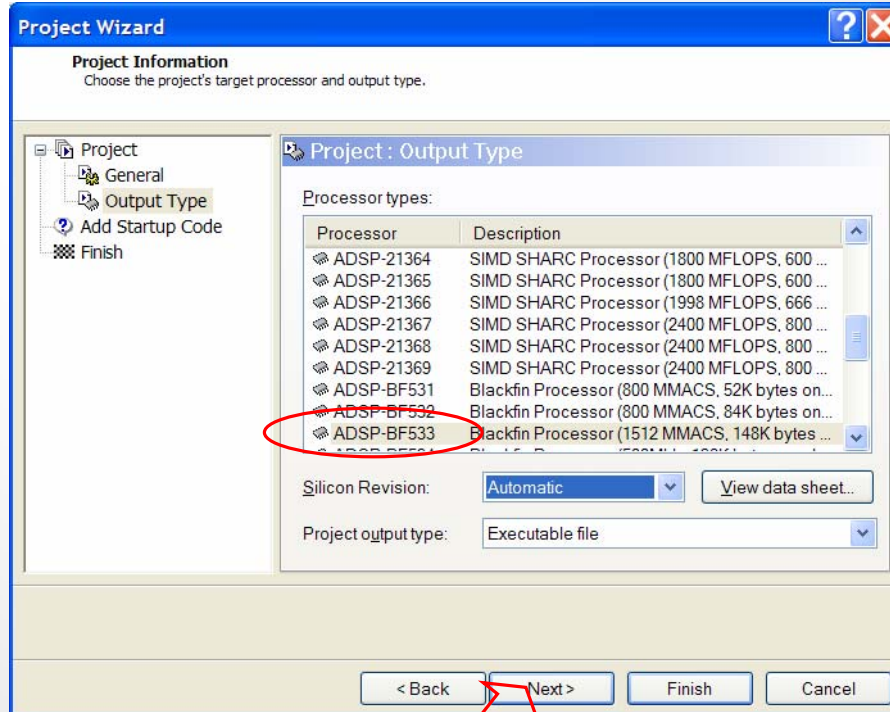 Project Wizard
Project Information
Choose the project's target processor and output type.
Project
General
Output Type
Add Startup Code
Finish
Project : Output Type
Processor types:
Processor Description
ADSP-21364 SIMD SHARC Processor (1800 MFLOPS, 600 ...
ADSP-21365 SIMD SHARC Processor (1800 MFLOPS, 600 ...
ADSP-21366 SIMD SHARC Processor (1998 MFLOPS, 666 ...
ADSP-21367 SIMD SHARC Processor (2400 MFLOPS, 800 ...
ADSP-21368 SIMD SHARC Processor (2400 MFLOPS, 800 ...
ADSP-21369 SIMD SHARC Processor (2400 MFLOPS, 800 ...
ADSP-BF531 Blackfin Processor (800 MMACS, 52K bytes on...
ADSP-BF532 Blackfin Processor (800 MMACS, 84K bytes on...
ADSP-BF533 Blackfin Processor (1512 MMACS, 148K bytes ...
Silicon Revision: Automatic View data sheet...
Project output type: Executable file
< Back Next > Finish Cancel